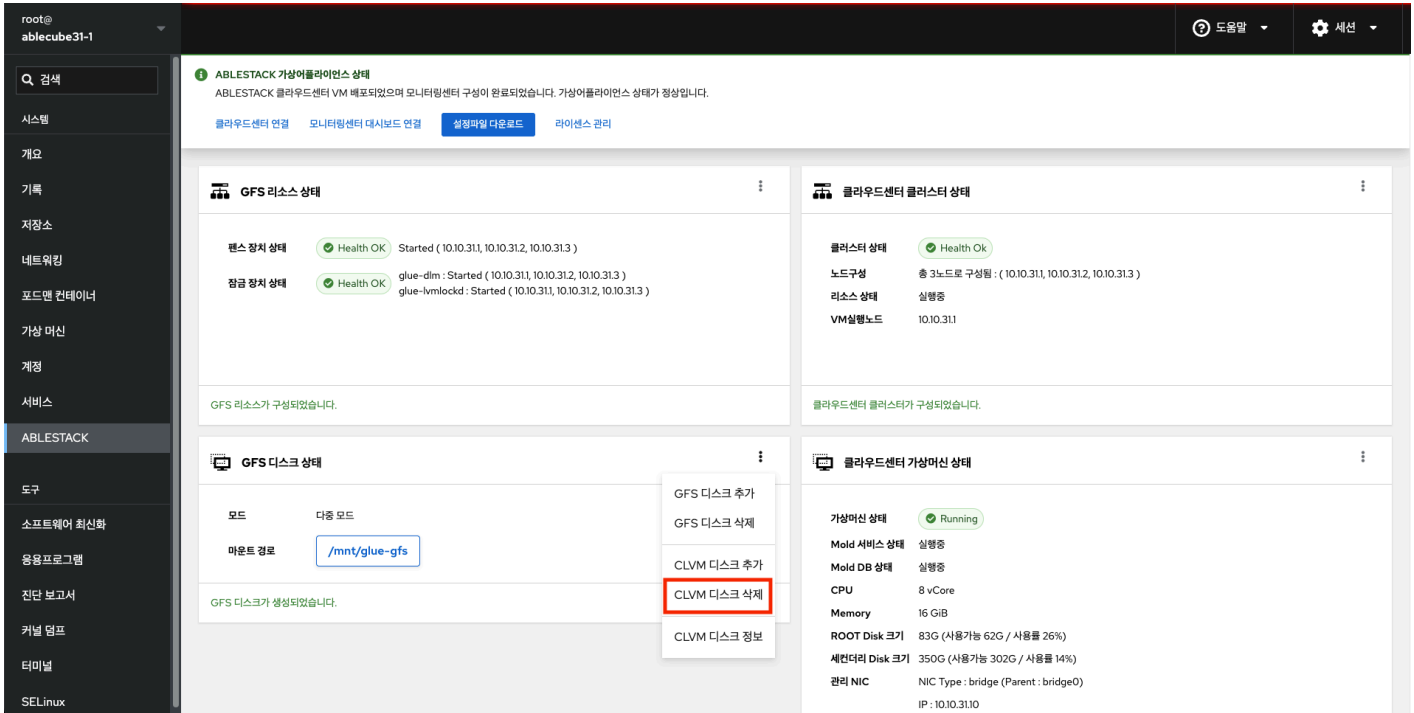 root@
ablecube31-1
도움말
세션
검색
시스템
개요
기록
저장소
네트워킹
포드맨 컨테이너
가상 머신
계정
서비스
ABLESTACK
도구
소프트웨어 최신화
응용프로그램
진단 보고서
커널 덤프
터미널
SELinux
ABLESTACK 가상어플라이언스 상태
ABLESTACK 클라우드센터 VM 배포되었으며 모니터링센터 구성이 완료되었습니다. 가상어플라이언스 상태가 정상입니다.
클라우드센터 연결 모니터링센터 대시보드 연결 설정파일 다운로드 라이센스 관리
GFS 리소스 상태
펜스 장치 상태 Health OK Started ( 10.10.31.1, 10.10.31.2, 10.10.31.3 )
잠금 장치 상태 Health OK glue-dlm : Started ( 10.10.31.1, 10.10.31.2, 10.10.31.3 )
glue-lvmlockd : Started ( 10.10.31.1, 10.10.31.2, 10.10.31.3 )
GFS 리소스가 구성되었습니다.
클라우드센터 클러스터 상태
클러스터 상태 Health Ok
노드구성 총 3노드로 구성됨 : ( 10.10.31.1, 10.10.31.2, 10.10.31.3 )
리소스 상태 실행중
VM실행노드 10.10.31.1
클라우드센터 클러스터가 구성되었습니다.
GFS 디스크 상태
모드 다중 모드
마운트 경로 /mnt/glue-gfs
GFS 디스크가 생성되었습니다.
GFS 디스크 추가
GFS 디스크 삭제
CLVM 디스크 추가
CLVM 디스크 삭제
CLVM 디스크 정보
클라우드센터 가상머신 상태
가상머신 상태 Running
Mold 서비스 상태 실행중
Mold DB 상태 실행중
CPU 8 vCore
Memory 16 GiB
ROOT Disk 크기 83G (사용가능 62G / 사용률 26%)
세컨더리 Disk 크기 350G (사용가능 302G / 사용률 14%)
관리 NIC NIC Type : bridge (Parent : bridge0)
IP : 10.10.31.10